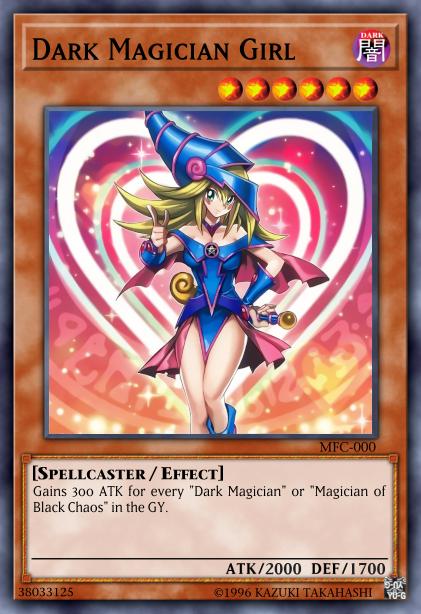 DARK MAGICIAN GIRL
DARK
闇
MFC-000
[SPELLCASTER / EFFECT]
Gains 300 ATK for every "Dark Magician" or "Magician of
Black Chaos" in the GY.
ATK/2000 DEF/1700
38033125
©1996 KAZUKI TAKAHASHI